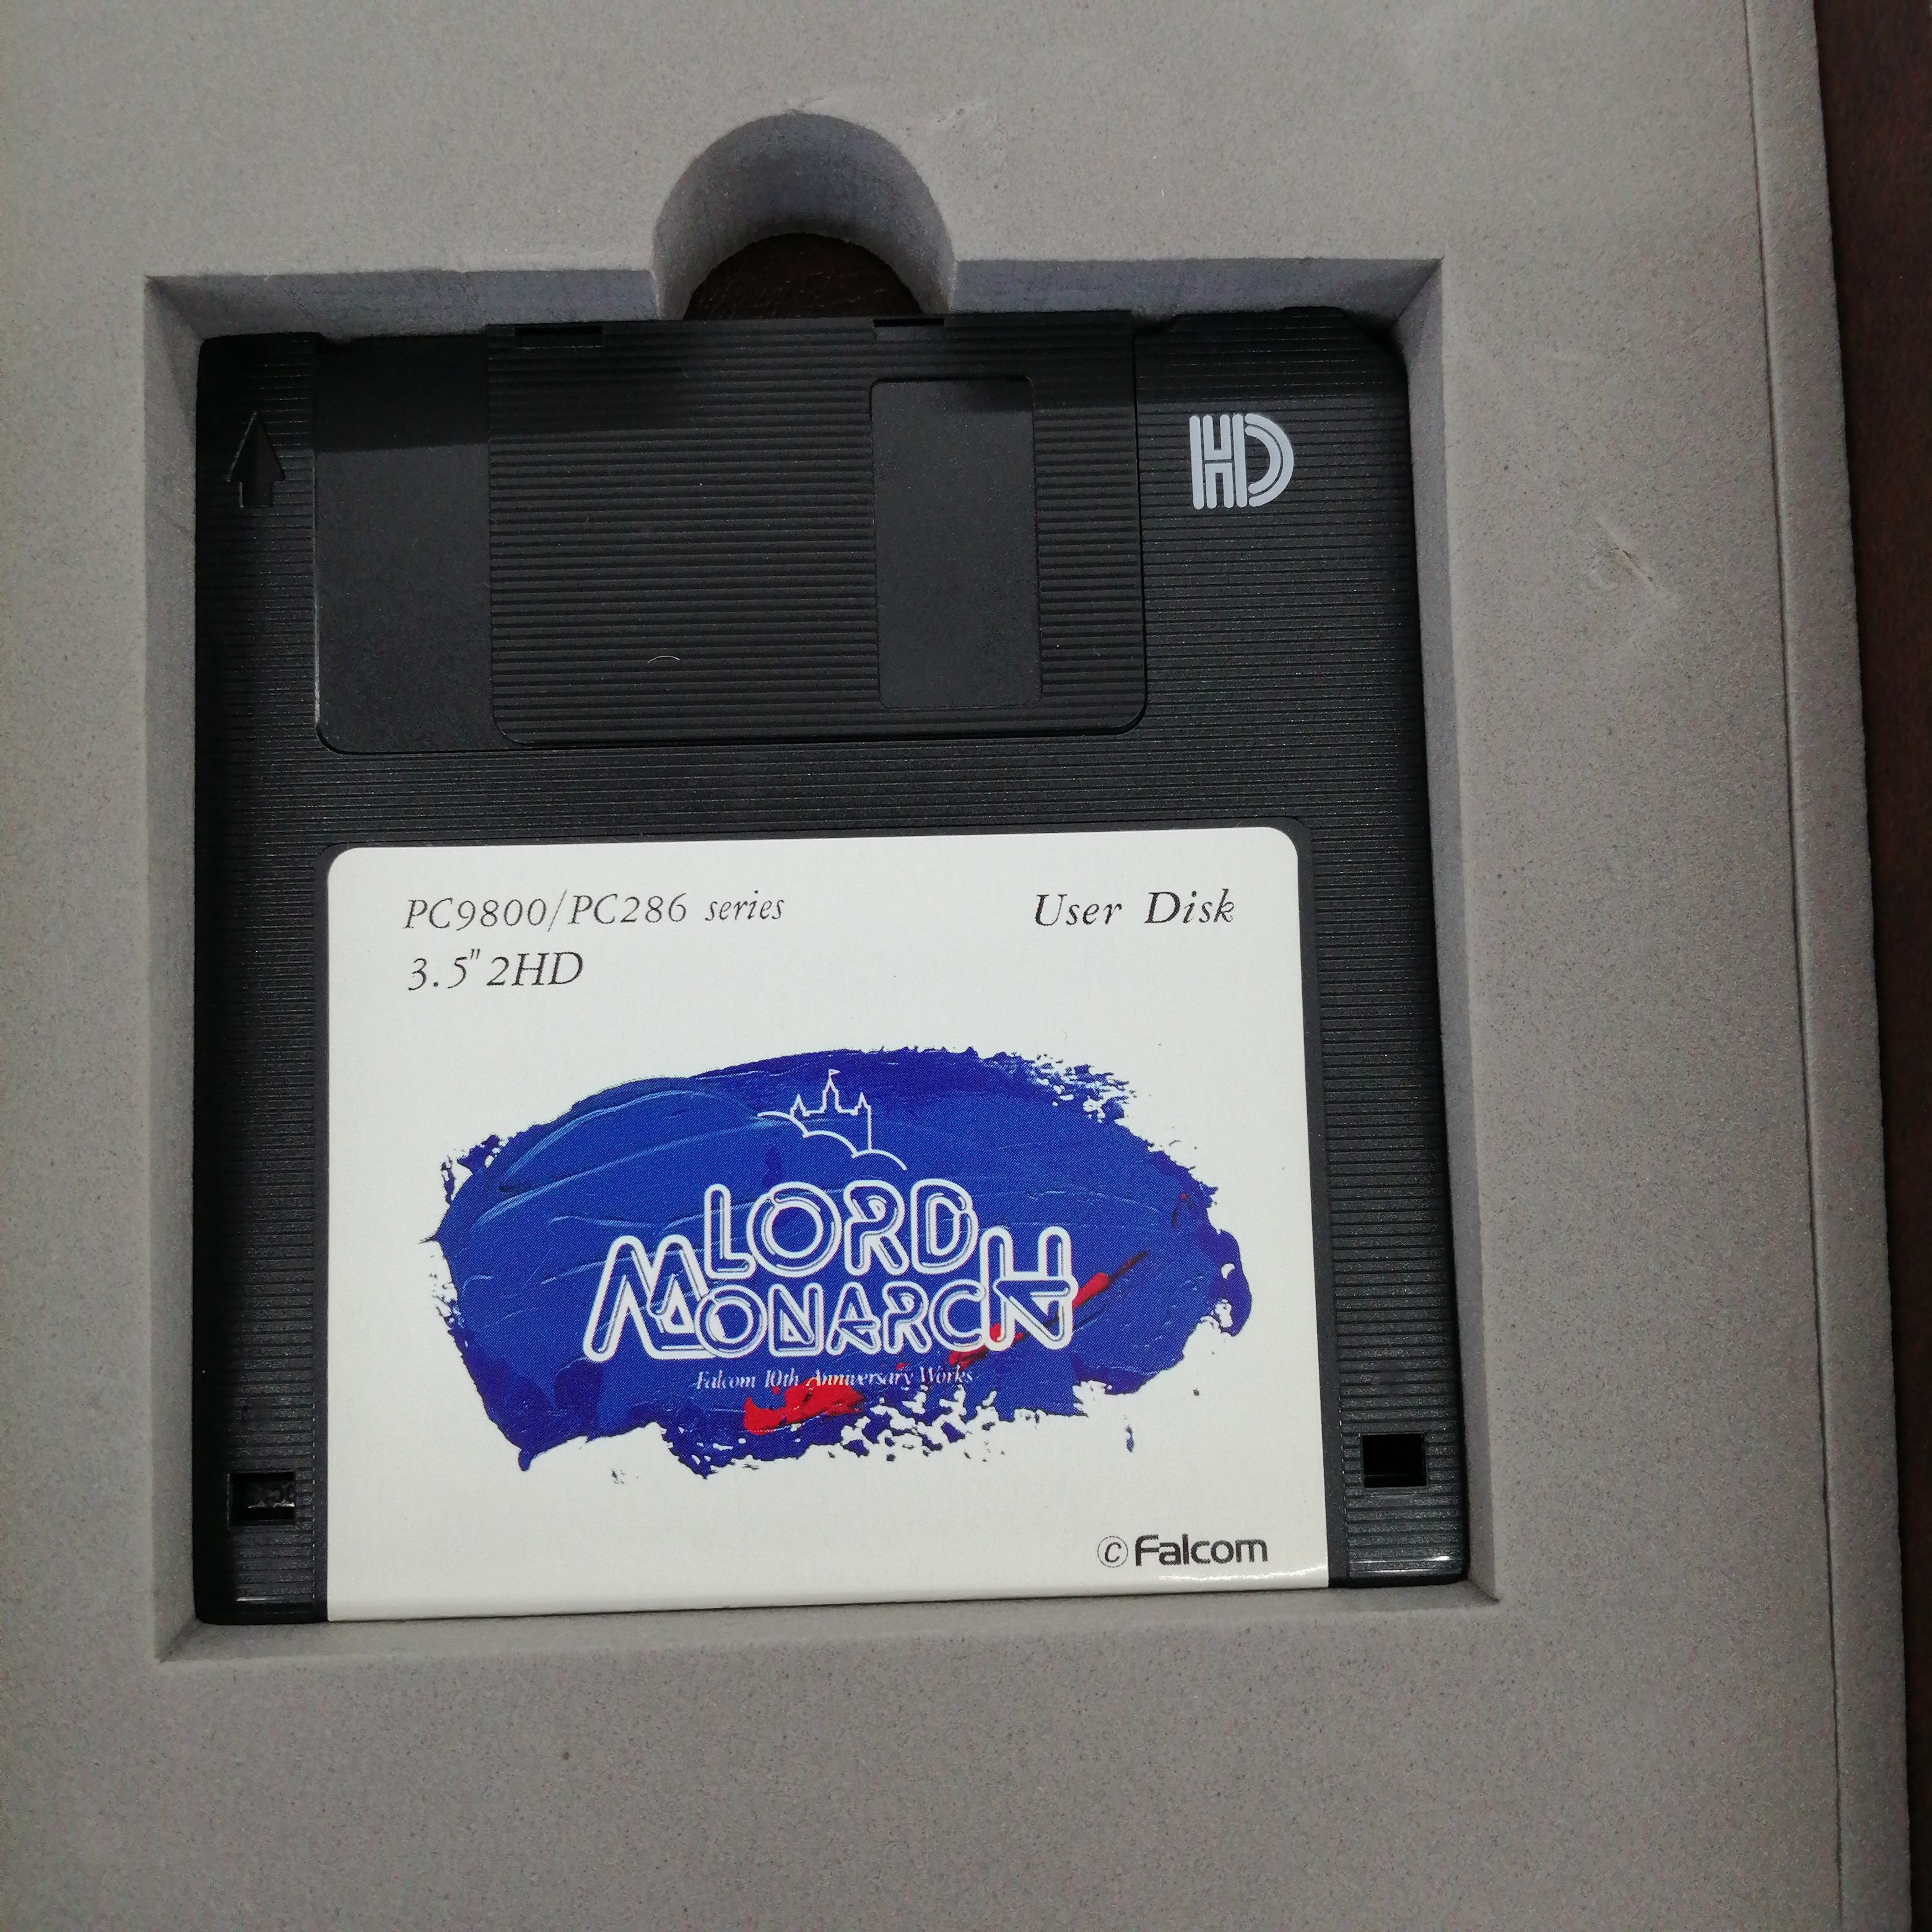 HD
PC9800/PC286 series
User Disk
3.5" 2HD
LORD
MONARCH
Falcom 10th Anniversary Works
©Falcom